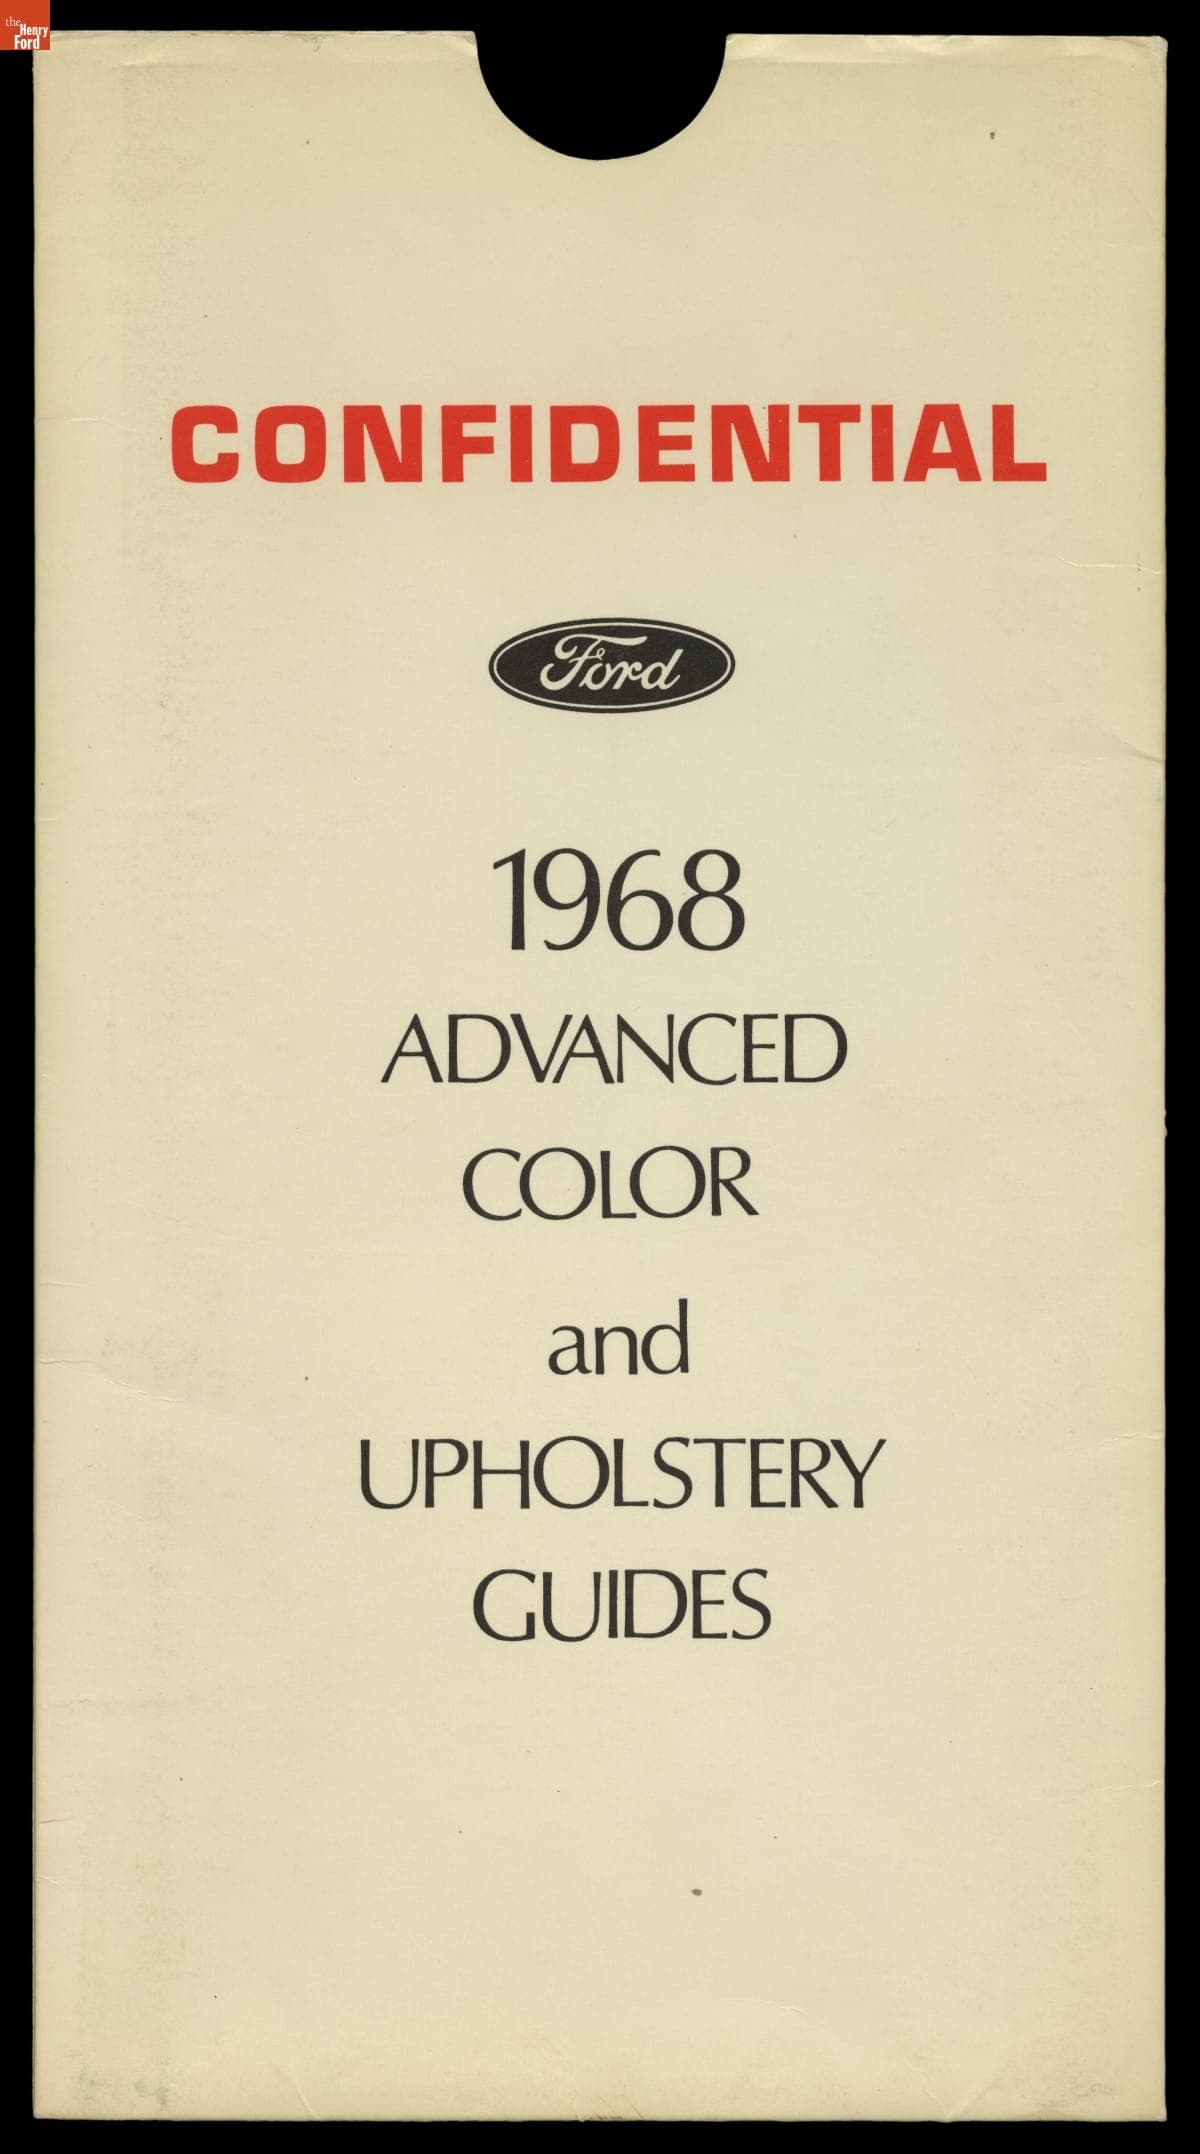 the
Henry
Ford
CONFIDENTIAL
Ford
1968
ADVANCED
COLOR
and
UPHOLSTERY
GUIDES